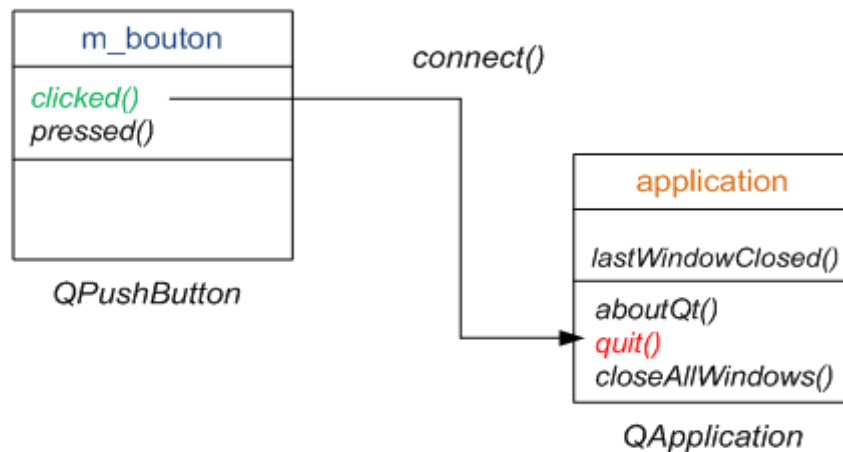 m_bouton
clicked()
pressed()
QPushButton
connect()
application
lastWindowClosed()
aboutQt()
quit()
closeAllWindows()
QApplication